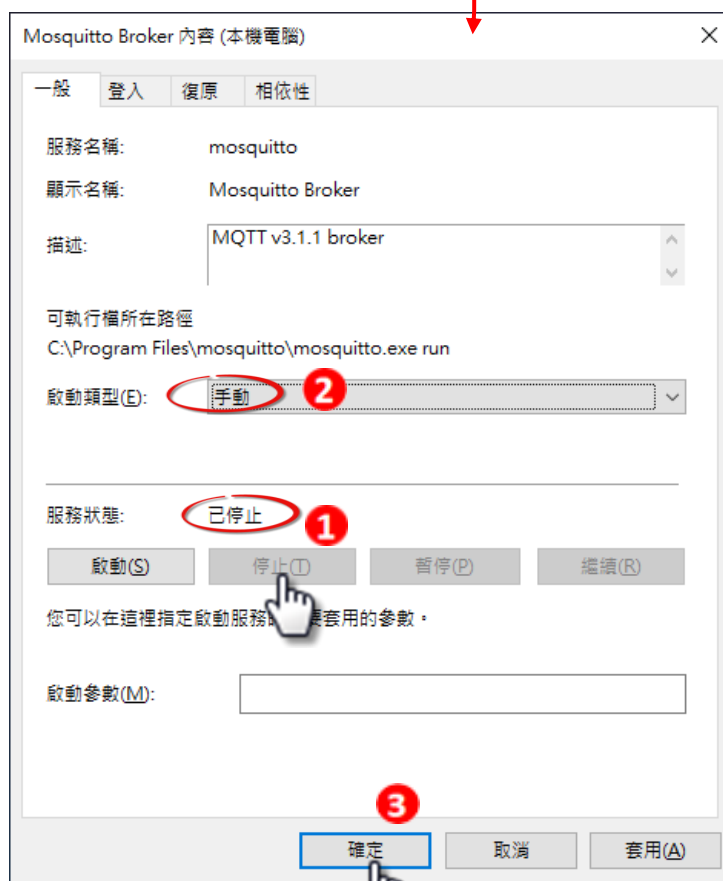 Mosquitto Broker 內容 (本機電腦)
一般 登入 復原 相依性
服務名稱: mosquitto
顯示名稱: Mosquitto Broker
描述: MQTT v3.1.1 broker
可執行檔所在路徑
C:\Program Files\mosquitto\mosquitto.exe run
啟動類型(E): 手動 2
服務狀態: 已停止 1
啟動(S) 停止(T) 暫停(P) 繼續(R)
您可以在這裡指定啟動服務 要套用的參數。
啟動參數(M):
3
確定 取消 套用(A)